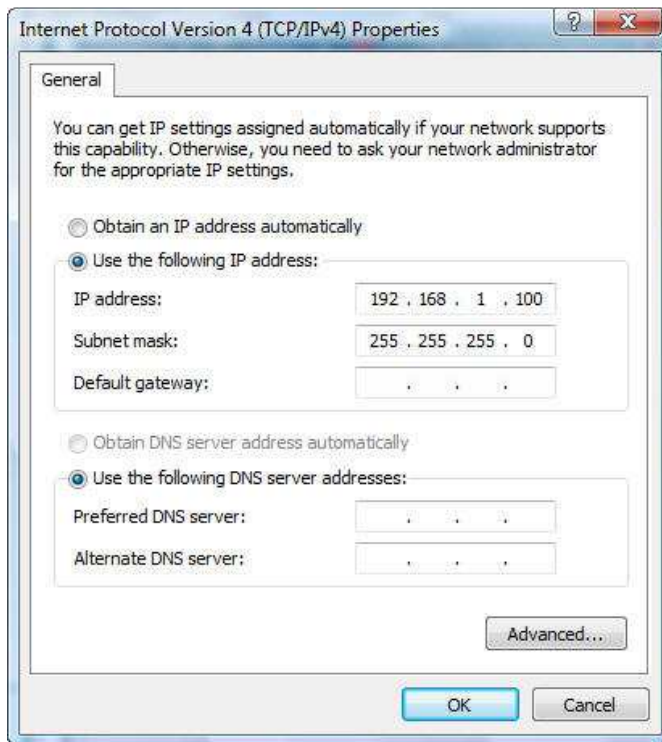 Internet Protocol Version 4 (TCP/IPv4) Properties
General
You can get IP settings assigned automatically if your network supports
this capability. Otherwise, you need to ask your network administrator
for the appropriate IP settings.
Obtain an IP address automatically
Use the following IP address:
IP address: 192 . 168 . 1 . 100
Subnet mask: 255 . 255 . 255 . 0
Default gateway: . . .
Obtain DNS server address automatically
Use the following DNS server addresses:
Preferred DNS server: . . .
Alternate DNS server: . . .
Advanced...
OK Cancel